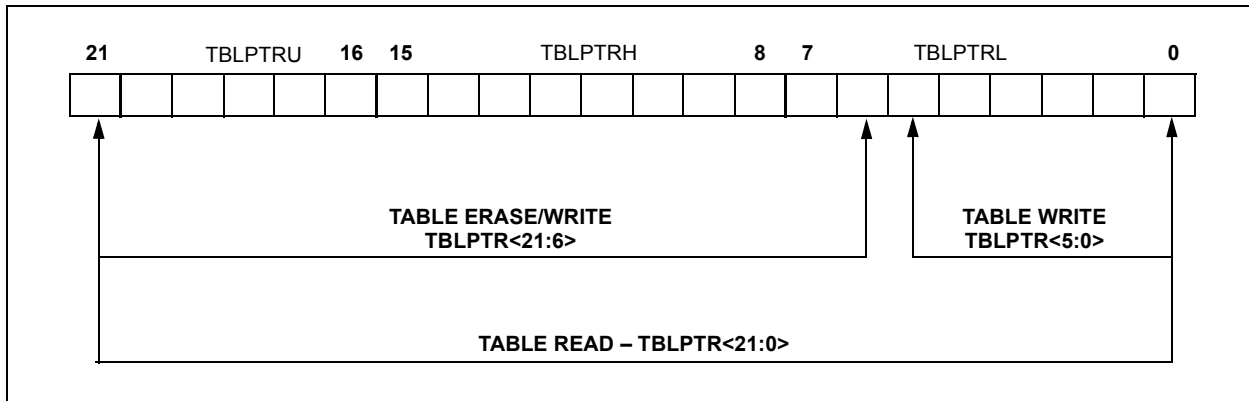 21 TBLPTRU 16 15 TBLPTRH 8 7 TBLPTRL 0
TABLE ERASE/WRITE
TBLPTR<21:6>
TABLE WRITE
TBLPTR<5:0>
TABLE READ – TBLPTR<21:0>